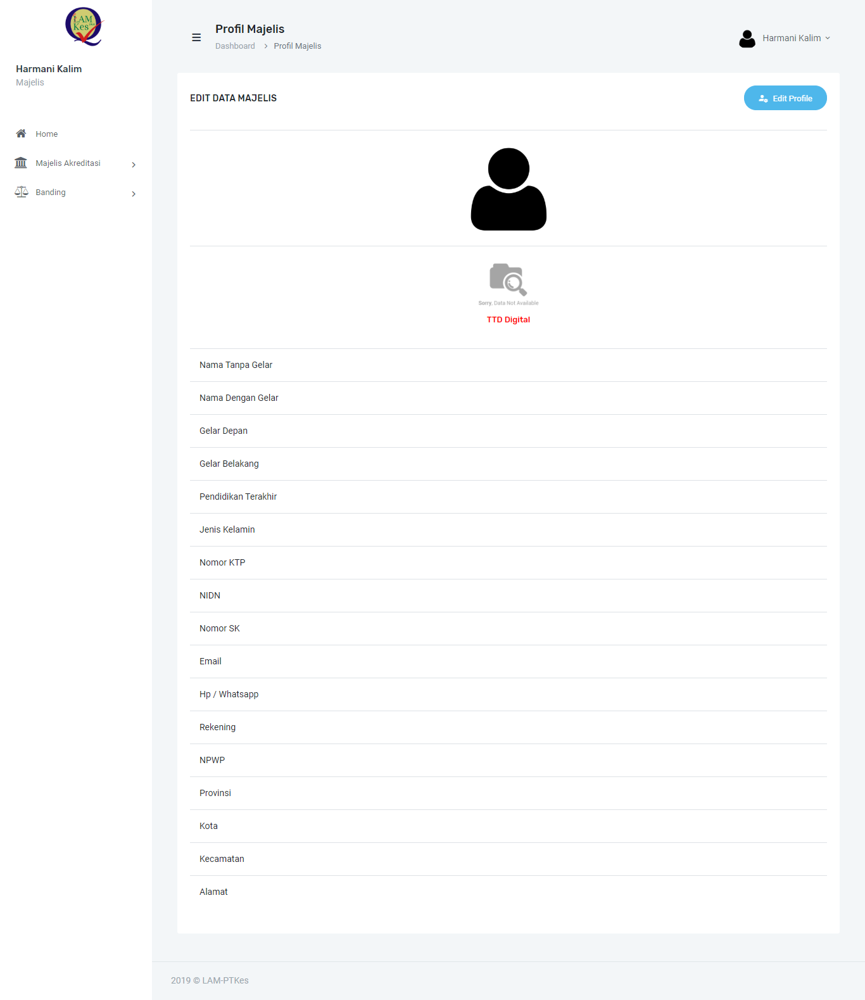 LAM
Kes
Harmani Kalim
Majelis
Home
Majelis Akreditasi
Banding
Profil Majelis
Dashboard > Profil Majelis
Harmani Kalim
EDIT DATA MAJELIS
Edit Profile
Sorry, Data Not Available
TTD Digital
Nama Tanpa Gelar
Nama Dengan Gelar
Gelar Depan
Gelar Belakang
Pendidikan Terakhir
Jenis Kelamin
Nomor KTP
NIDN
Nomor SK
Email
Hp / Whatsapp
Rekening
NPWP
Provinsi
Kota
Kecamatan
Alamat
2019 © LAM-PTKes